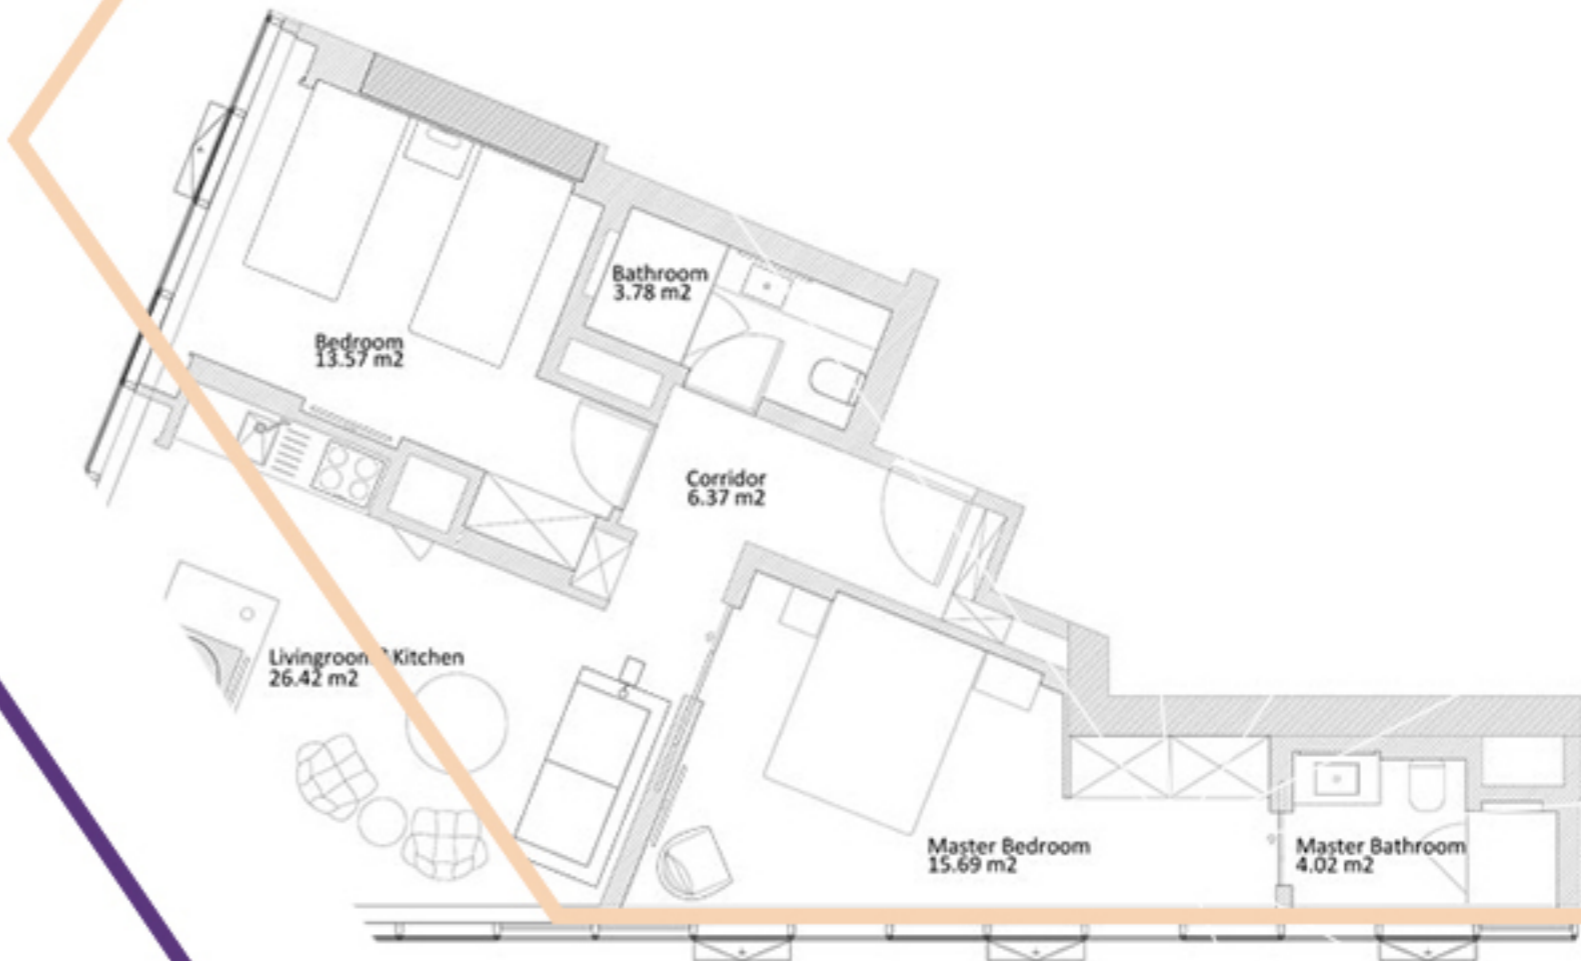 Bathroom
3.78 m2
Bedroom
13.57 m2
Corridor
6.37 m2
Livingroom Kitchen
26.42 m2
Master Bedroom
15.69 m2
Master Bathroom
4.02 m2